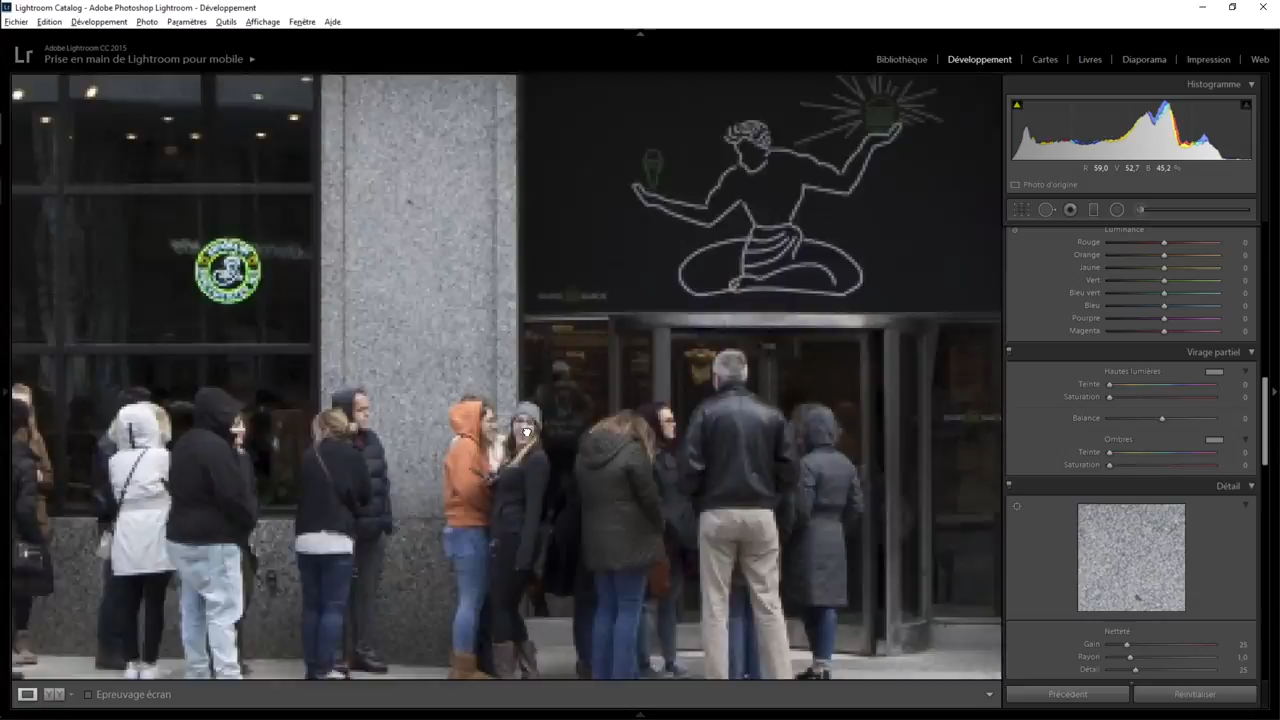 Lightroom Catalog - Adobe Photoshop Lightroom - Développement
Fichier Edition Développement Photo Paramètres Outils Affichage Fenêtre Aide
Lr
Adobe Lightroom CC 2015
Prise en main de Lightroom pour mobile
Bibliothèque Développement Cartes Livres Diaporama Impression Web
Histogramme
R 59,0 V 52,7 B 45,2 %
Photo d'origine
Luminance
Rouge 0
Orange 0
Jaune 0
Vert 0
Bleu vert 0
Bleu 0
Pourpre 0
Magenta 0
Virage partiel
Hautes lumières
Teinte 0
Saturation 0
Balance 0
Ombres
Teinte 0
Saturation 0
Détail
Netteté
Gain 25
Rayon 1,0
Détail 25
Epreuvage écran
Précédent Réinitialiser